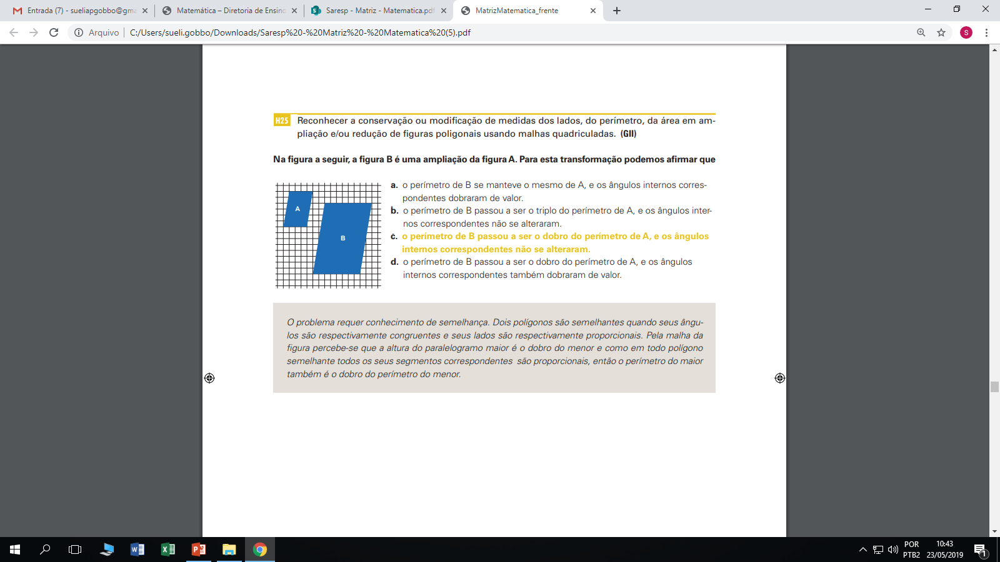 Entrada (7) - sueliapgobbo@gma
Matemática – Diretoria de Ensino
Saresp - Matriz - Matematica.pdf
MatrizMatematica_frente
Arquivo
C:/Users/sueli.gobbo/Downloads/Saresp%20-%20Matriz%20-%20Matematica%20(5).pdf
S
H25 Reconhecer a conservação ou modificação de medidas dos lados, do perímetro, da área em am-
pliação e/ou redução de figuras poligonais usando malhas quadriculadas. (GII)
Na figura a seguir, a figura B é uma ampliação da figura A. Para esta transformação podemos afirmar que
A
B
a. o perímetro de B se manteve o mesmo de A, e os ângulos internos corres-
pondentes dobraram de valor.
b. o perímetro de B passou a ser o triplo do perímetro de A, e os ângulos inter-
nos correspondentes não se alteraram.
c. o perímetro de B passou a ser o dobro do perímetro de A, e os ângulos
internos correspondentes não se alteraram.
d. o perímetro de B passou a ser o dobro do perímetro de A, e os ângulos
internos correspondentes também dobraram de valor.
O problema requer conhecimento de semelhança. Dois polígonos são semelhantes quando seus ângu-
los são respectivamente congruentes e seus lados são respectivamente proporcionais. Pela malha da
figura percebe-se que a altura do paralelogramo maior é o dobro do menor e como em todo polígono
semelhante todos os seus segmentos correspondentes são proporcionais, então o perímetro do maior
também é o dobro do perímetro do menor.
POR
PTB2
10:43
23/05/2019
1